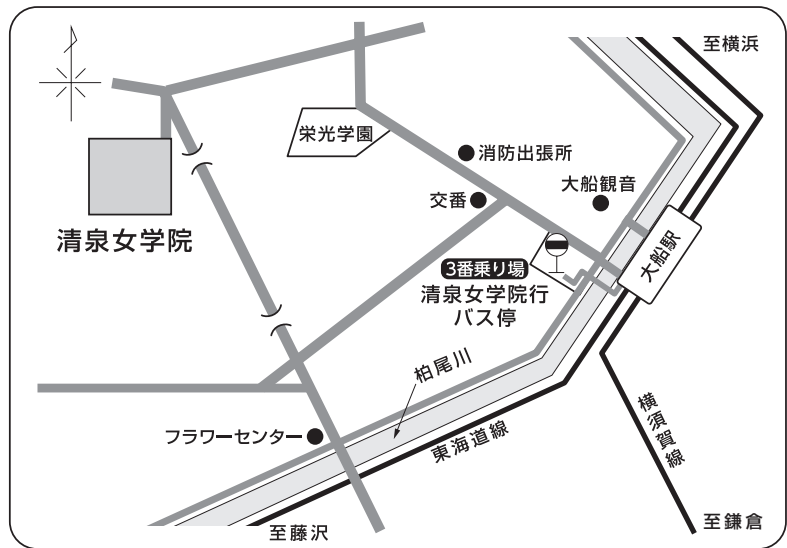 至横浜
栄光学園
消防出張所
大船観音
交番
清泉女学院
大船駅
3番乗り場
清泉女学院行
バス停
柏尾川
横須賀線
フラワーセンター
東海道線
至藤沢
至鎌倉